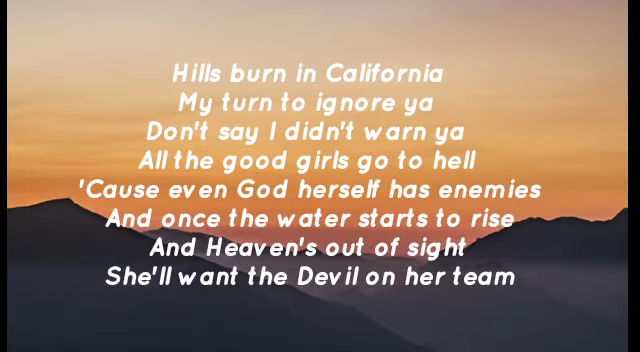 Hills burn in California
My turn to ignore ya
Don't say I didn't warn ya
All the good girls go to hell
'Cause even God herself has enemies
And once the water starts to rise
And Heaven's out of sight
She'll want the Devil on her team